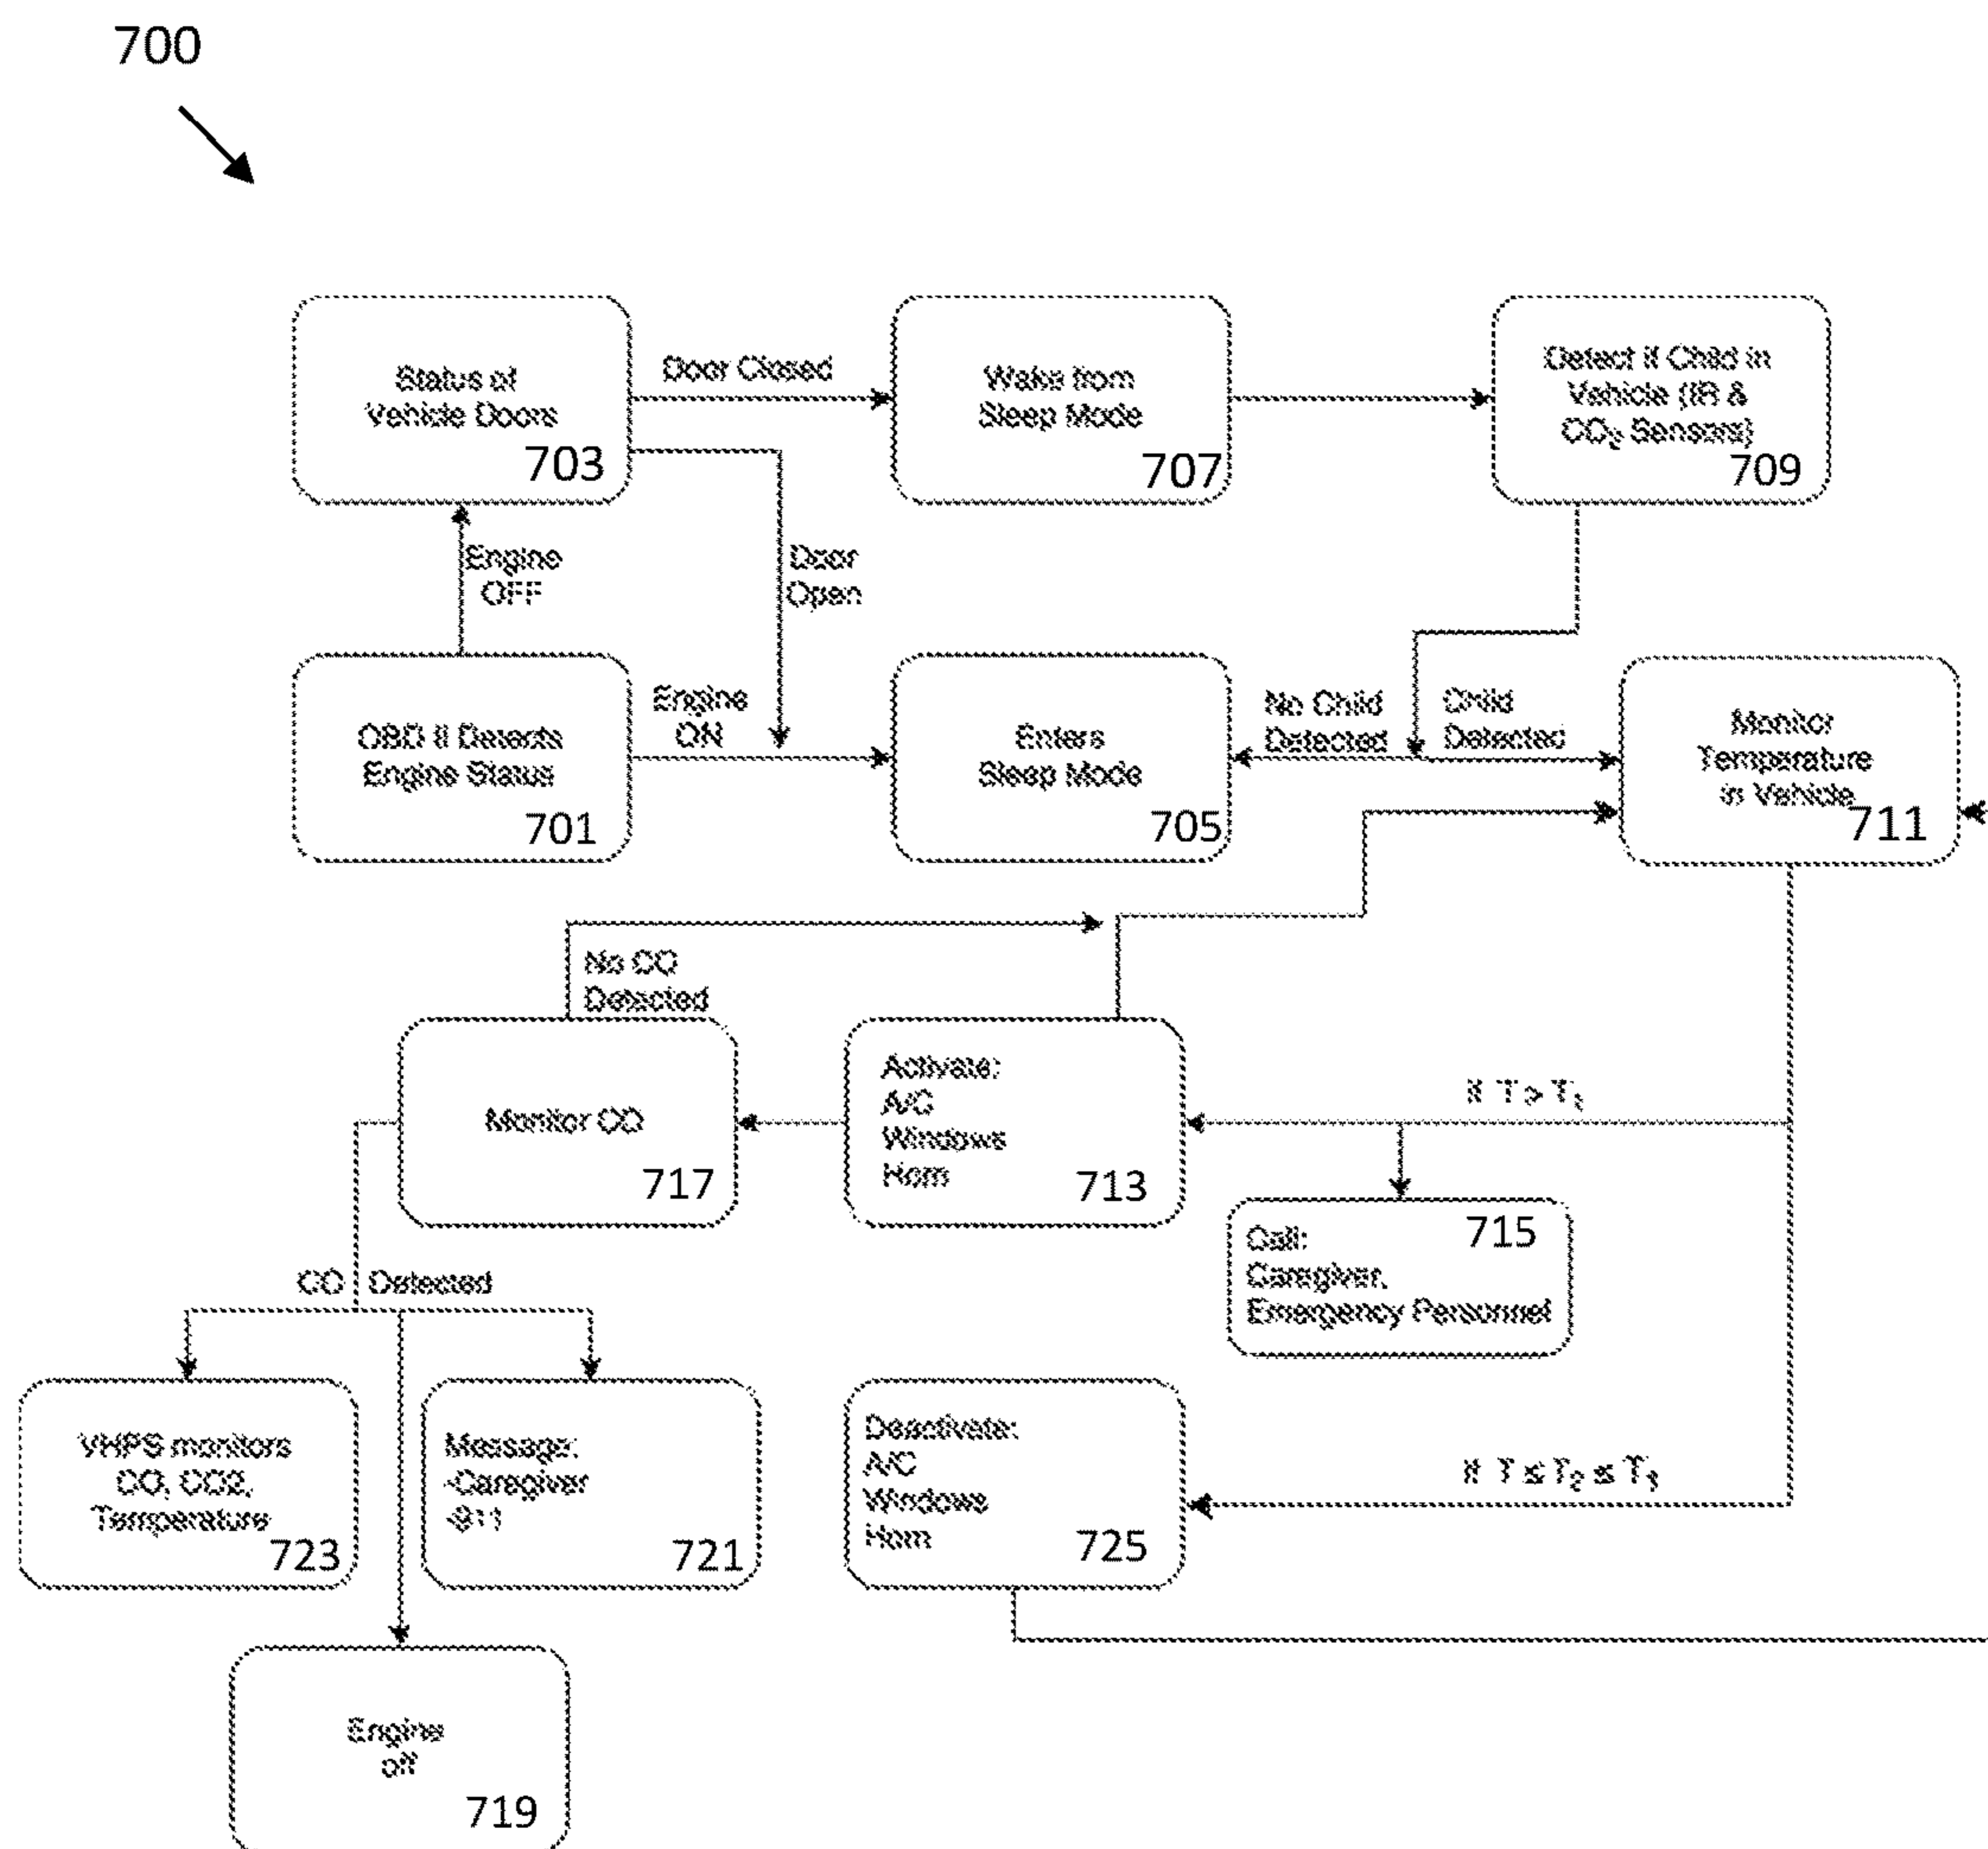 700
Status of
Vehicle Doors
703
Door Closed
Wake from
Sleep Mode
707
Detect if Child in
Vehicle (IR &
CO₂ Sensors)
709
Engine
OFF
Door
Open
OBD II Detects
Engine Status
701
Engine
ON
Enters
Sleep Mode
705
No Child
Detected
Child
Detected
Monitor
Temperature
in Vehicle
711
No CO
Detected
Monitor CO
717
Activate:
A/C
Windows
Horn
713
If T > T₁
715
Call:
Caregiver,
Emergency Personnel
CO Detected
VHPS monitors
CO, CO2,
Temperature
723
Message:
-Caregiver
-911
721
Deactivate:
A/C
Windows
Horn
725
If T ≤ T₂ ≤ T₁
Engine
off
719